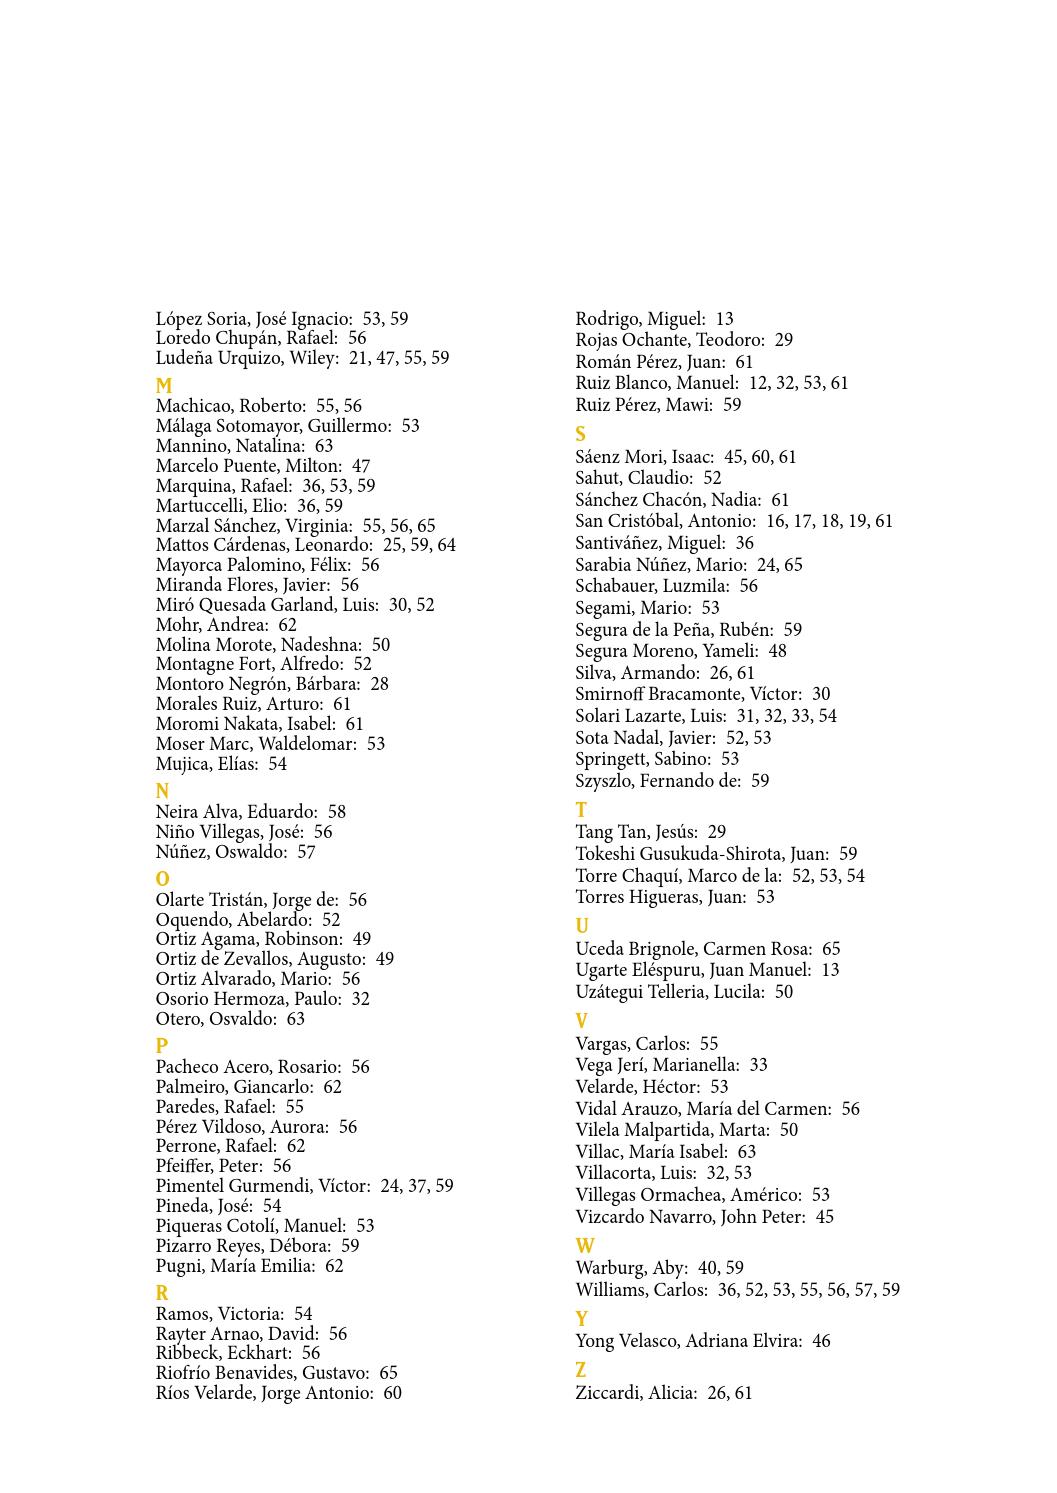 López Soria, José Ignacio: 53, 59
Loredo Chupán, Rafael: 56
Ludeña Urquizo, Wiley: 21, 47, 55, 59
M
Machicao, Roberto: 55, 56
Málaga Sotomayor, Guillermo: 53
Mannino, Natalina: 63
Marcelo Puente, Milton: 47
Marquina, Rafael: 36, 53, 59
Martuccelli, Elio: 36, 59
Marzal Sánchez, Virginia: 55, 56, 65
Mattos Cárdenas, Leonardo: 25, 59, 64
Mayorca Palomino, Félix: 56
Miranda Flores, Javier: 56
Miró Quesada Garland, Luis: 30, 52
Mohr, Andrea: 62
Molina Morote, Nadeshna: 50
Montagne Fort, Alfredo: 52
Montoro Negrón, Bárbara: 28
Morales Ruiz, Arturo: 61
Moromi Nakata, Isabel: 61
Moser Marc, Waldelomar: 53
Mujica, Elías: 54
N
Neira Alva, Eduardo: 58
Niño Villegas, José: 56
Núñez, Oswaldo: 57
O
Olarte Tristán, Jorge de: 56
Oquendo, Abelardo: 52
Ortiz Agama, Robinson: 49
Ortiz de Zevallos, Augusto: 49
Ortiz Alvarado, Mario: 56
Osorio Hermoza, Paulo: 32
Otero, Osvaldo: 63
P
Pacheco Acero, Rosario: 56
Palmeiro, Giancarlo: 62
Paredes, Rafael: 55
Pérez Vildoso, Aurora: 56
Perrone, Rafael: 62
Pfeiffer, Peter: 56
Pimentel Gurmendi, Víctor: 24, 37, 59
Pineda, José: 54
Piqueras Cotolí, Manuel: 53
Pizarro Reyes, Débora: 59
Pugni, María Emilia: 62
R
Ramos, Victoria: 54
Rayter Arnao, David: 56
Ribbeck, Eckhart: 56
Riofrío Benavides, Gustavo: 65
Ríos Velarde, Jorge Antonio: 60
Rodrigo, Miguel: 13
Rojas Ochante, Teodoro: 29
Román Pérez, Juan: 61
Ruiz Blanco, Manuel: 12, 32, 53, 61
Ruiz Pérez, Mawi: 59
S
Sáenz Mori, Isaac: 45, 60, 61
Sahut, Claudio: 52
Sánchez Chacón, Nadia: 61
San Cristóbal, Antonio: 16, 17, 18, 19, 61
Santiváñez, Miguel: 36
Sarabia Núñez, Mario: 24, 65
Schabauer, Luzmila: 56
Segami, Mario: 53
Segura de la Peña, Rubén: 59
Segura Moreno, Yameli: 48
Silva, Armando: 26, 61
Smirnoff Bracamonte, Víctor: 30
Solari Lazarte, Luis: 31, 32, 33, 54
Sota Nadal, Javier: 52, 53
Springett, Sabino: 53
Szyszlo, Fernando de: 59
T
Tang Tan, Jesús: 29
Tokeshi Gusukuda-Shirota, Juan: 59
Torre Chaquí, Marco de la: 52, 53, 54
Torres Higueras, Juan: 53
U
Uceda Brignole, Carmen Rosa: 65
Ugarte Eléspuru, Juan Manuel: 13
Uzátegui Telleria, Lucila: 50
V
Vargas, Carlos: 55
Vega Jerí, Marianella: 33
Velarde, Héctor: 53
Vidal Arauzo, María del Carmen: 56
Vilela Malpartida, Marta: 50
Villac, María Isabel: 63
Villacorta, Luis: 32, 53
Villegas Ormachea, Américo: 53
Vizcardo Navarro, John Peter: 45
W
Warburg, Aby: 40, 59
Williams, Carlos: 36, 52, 53, 55, 56, 57, 59
Y
Yong Velasco, Adriana Elvira: 46
Z
Ziccardi, Alicia: 26, 61